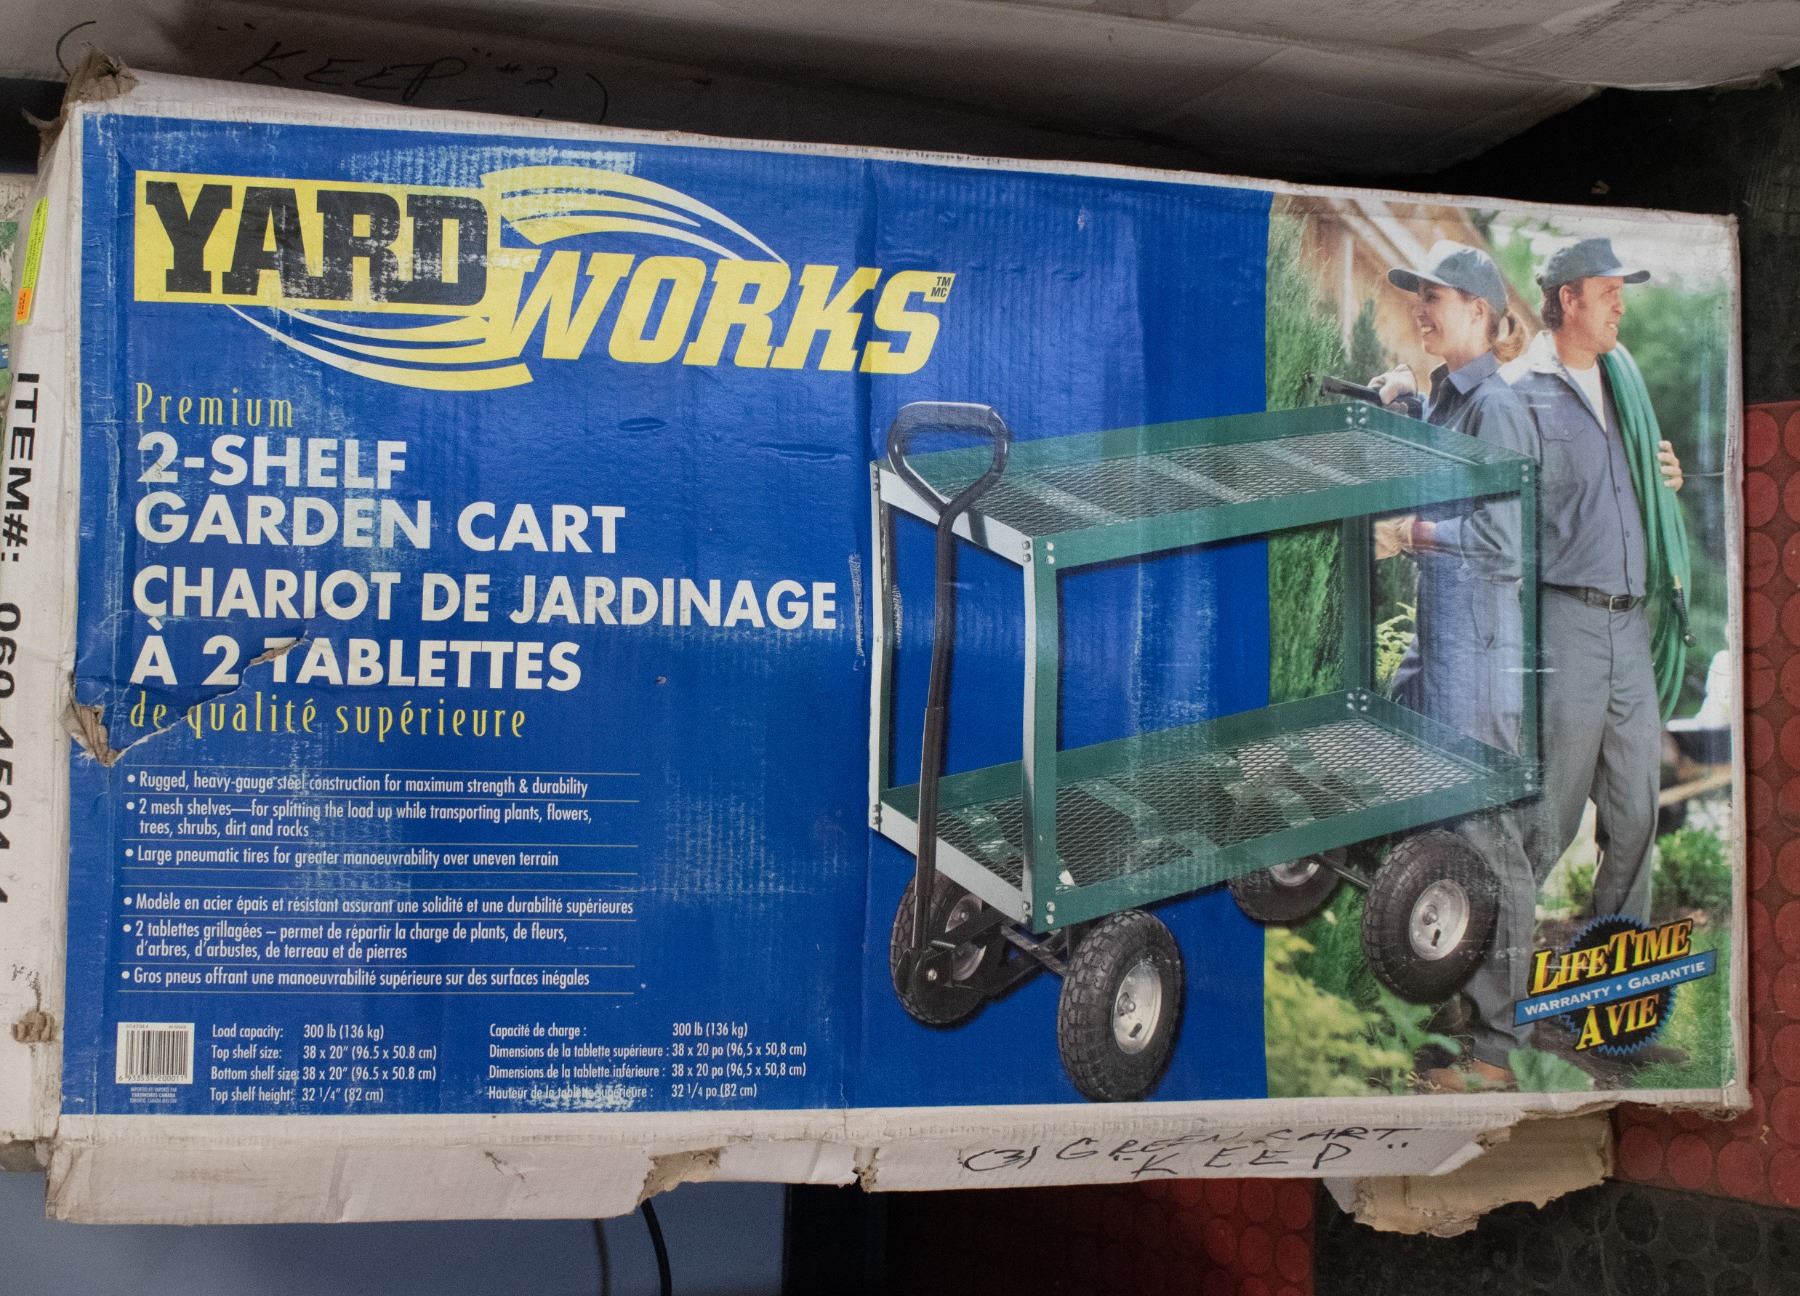 "KEEP" #2)
YARDWORKS TM MC
Premium
2-SHELF
GARDEN CART
CHARIOT DE JARDINAGE
À 2 TABLETTES
de qualité supérieure
• Rugged, heavy-gauge steel construction for maximum strength & durability
• 2 mesh shelves—for splitting the load up while transporting plants, flowers,
trees, shrubs, dirt and rocks
• Large pneumatic tires for greater manoeuvrability over uneven terrain
• Modèle en acier épais et résistant assurant une solidité et une durabilité supérieures
• 2 tablettes grillagées – permet de répartir la charge de plants, de fleurs,
d'arbres, d'arbustes, de terreau et de pierres
• Gros pneus offrant une manoeuvrabilité supérieure sur des surfaces inégales
Load capacity: 300 lb (136 kg)
Top shelf size: 38 x 20" (96.5 x 50.8 cm)
Bottom shelf size: 38 x 20" (96.5 x 50.8 cm)
Top shelf height: 32 1/4" (82 cm)
Capacité de charge : 300 lb (136 kg)
Dimensions de la tablette supérieure : 38 x 20 po (96,5 x 50,8 cm)
Dimensions de la tablette inférieure : 38 x 20 po (96,5 x 50,8 cm)
Hauteur de la tablette supérieure : 32 1/4 po (82 cm)
LIFETIME
WARRANTY • GARANTIE
À VIE
(3) GREEN CART
"KEEP"
ITEM#: